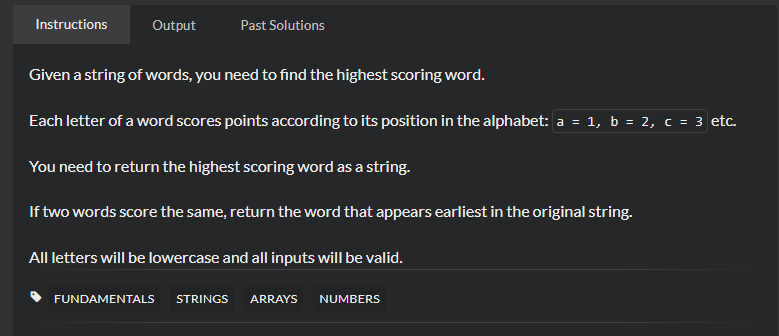 Instructions Output Past Solutions
Given a string of words, you need to find the highest scoring word.
Each letter of a word scores points according to its position in the alphabet: a = 1, b = 2, c = 3 etc.
You need to return the highest scoring word as a string.
If two words score the same, return the word that appears earliest in the original string.
All letters will be lowercase and all inputs will be valid.
FUNDAMENTALS STRINGS ARRAYS NUMBERS